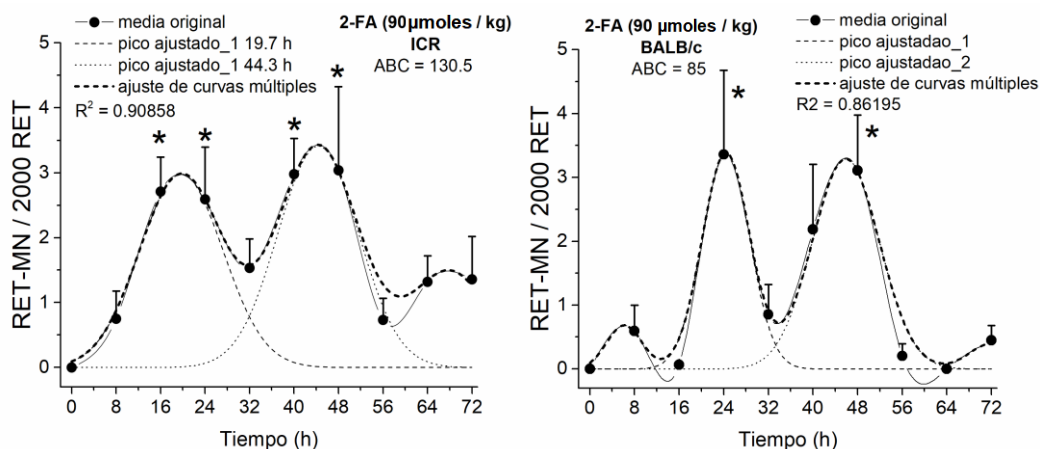 2-FA (90µmoles / kg)
ICR
ABC = 130.5
media original
pico ajustado_1 19.7 h
pico ajustado_1 44.3 h
ajuste de curvas múltiples
R² = 0.90858
*
*
*
*
RET-MN / 2000 RET
5
4
3
2
1
0
0 8 16 24 32 40 48 56 64 72
Tiempo (h)
2-FA (90 µmoles / kg)
BALB/c
ABC = 85
media original
pico ajustadao_1
pico ajustadao_2
ajuste de curvas múltiples
R2 = 0.86195
*
*
RET-MN / 2000 RET
5
4
3
2
1
0
0 8 16 24 32 40 48 56 64 72
Tiempo (h)